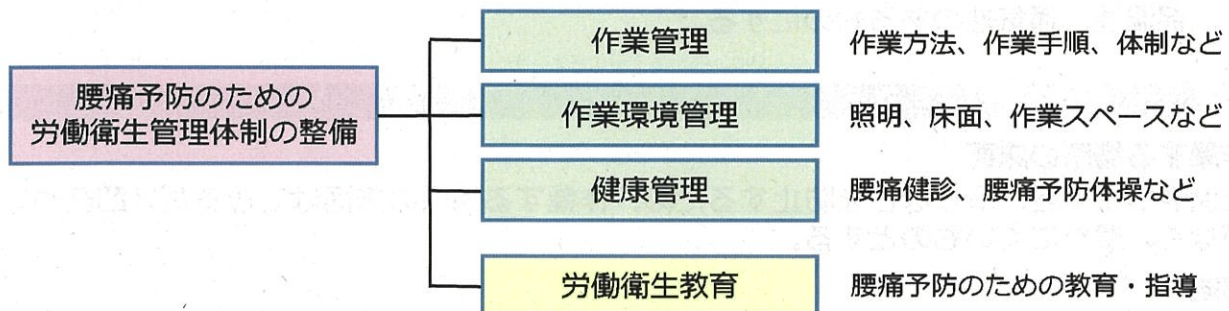 作業管理
作業方法、作業手順、体制など
腰痛予防のための
労働衛生管理体制の整備
作業環境管理
照明、床面、作業スペースなど
健康管理
腰痛健診、腰痛予防体操など
労働衛生教育
腰痛予防のための教育・指導